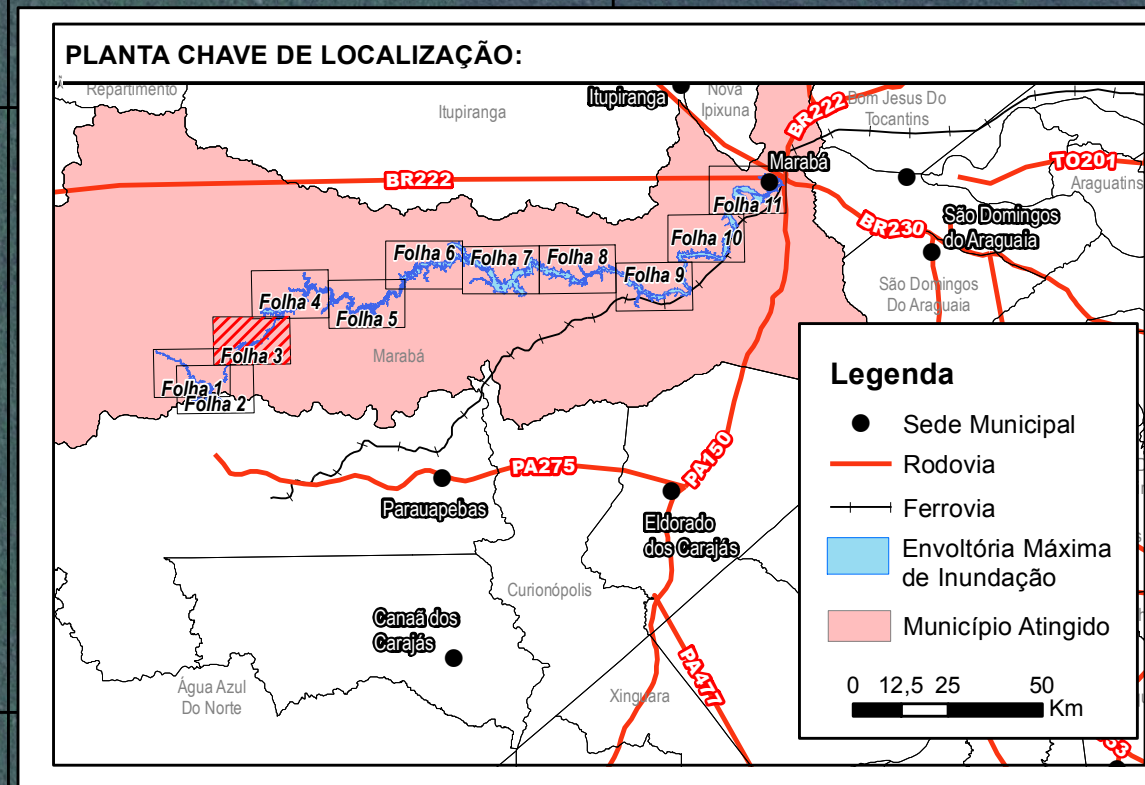 PLANTA CHAVE DE LOCALIZAÇÃO:
Repartimento
Itupiranga
Itupiranga
Nova
Ipixuna
BR222
Bom Jesus Do
Tocantins
Marabá
TO201
Araguatins
BR222
Folha 11
São Domingos
do Araguaia
BR230
Folha 10
Folha 6
Folha 7
Folha 8
Folha 9
São Domingos
Do Araguaia
Folha 4
Folha 5
Marabá
Folha 3
Folha 1
Folha 2
PA150
PA275
Parauapebas
Eldorado
dos Carajás
Curionópolis
Canaã dos
Carajás
Água Azul
Do Norte
Xinguara
PA477
Legenda
Sede Municipal
Rodovia
Ferrovia
Envoltória Máxima
de Inundação
Município Atingido
0 12,5 25 50
Km